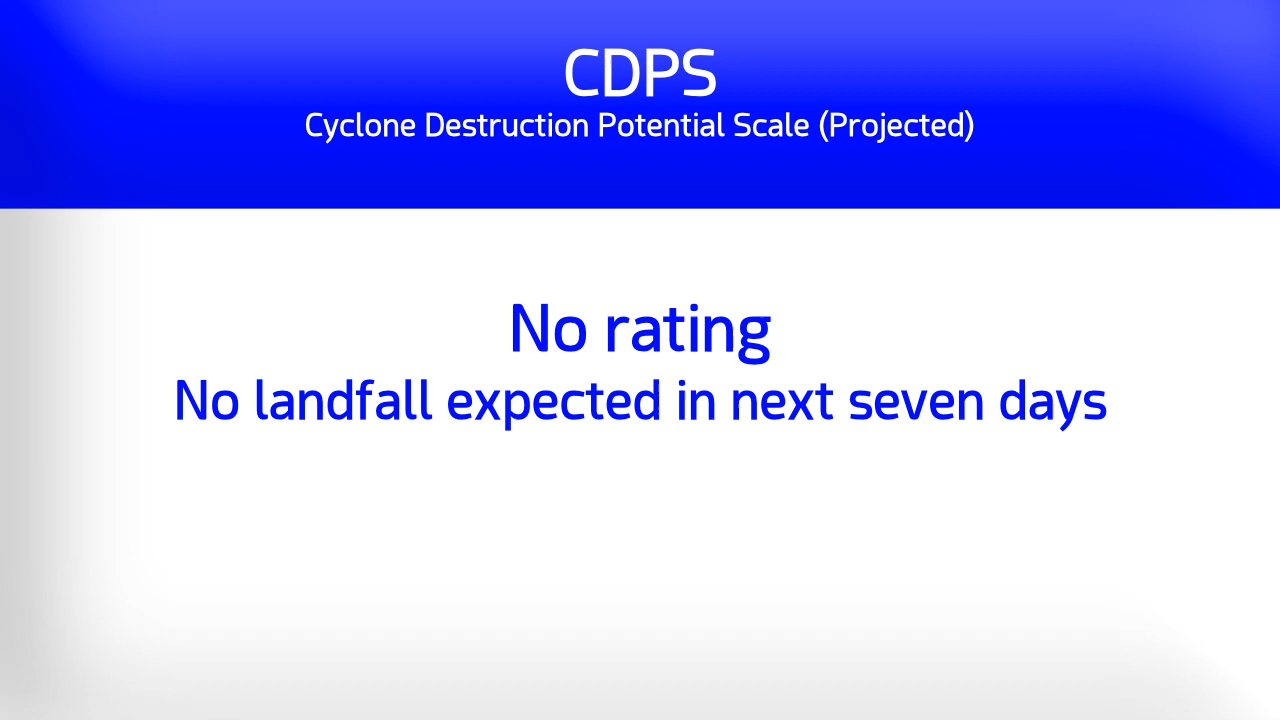 CDPS
Cyclone Destruction Potential Scale (Projected)
No rating
No landfall expected in next seven days